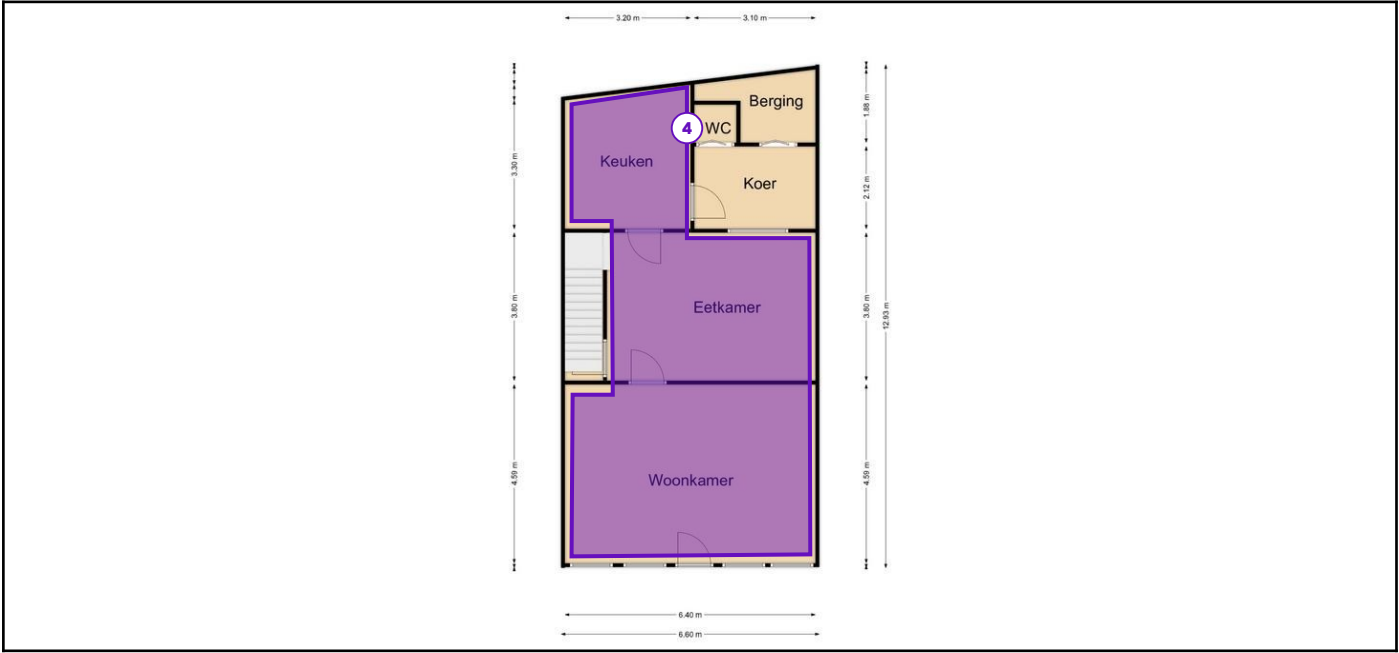 3.20 m
3.10 m
Berging
1.88 m
4
WC
Keuken
3.30 m
Koer
2.12 m
Eetkamer
3.80 m
3.80 m
12.93 m
Woonkamer
4.59 m
4.59 m
6.40 m
6.60 m